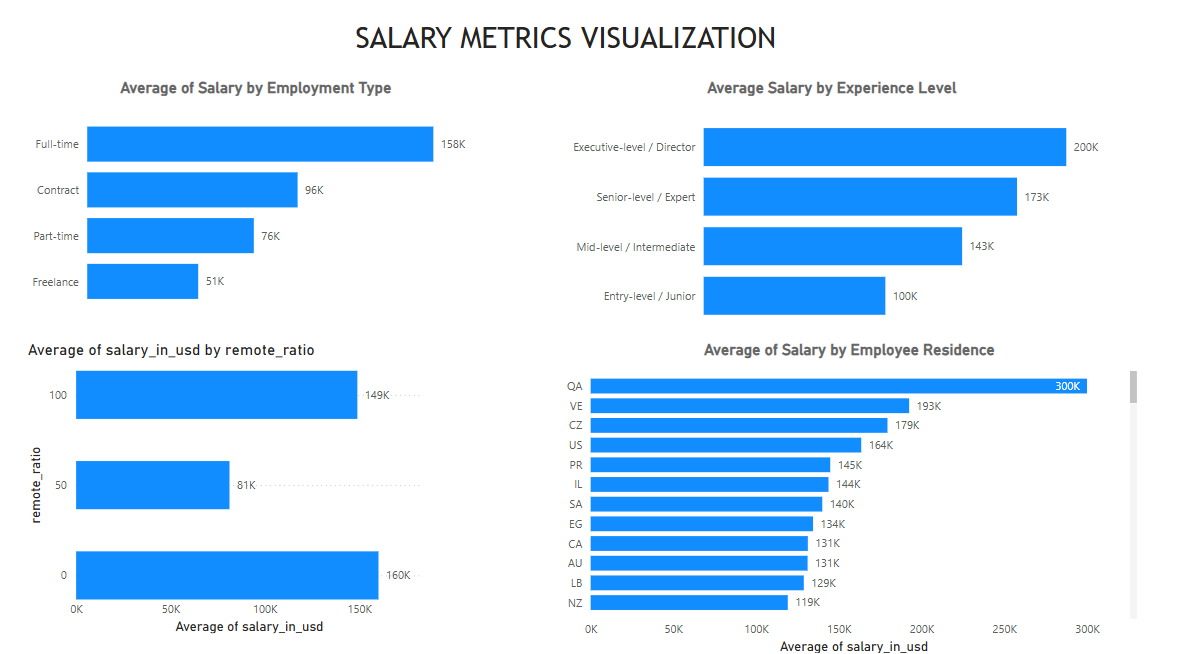 SALARY METRICS VISUALIZATION
Average of Salary by Employment Type
Full-time 158K
Contract 96K
Part-time 76K
Freelance 51K
Average Salary by Experience Level
Executive-level / Director 200K
Senior-level / Expert 173K
Mid-level / Intermediate 143K
Entry-level / Junior 100K
Average of salary_in_usd by remote_ratio
remote_ratio
100 149K
50 81K
0 160K
0K 50K 100K 150K
Average of salary_in_usd
Average of Salary by Employee Residence
QA 300K
VE 193K
CZ 179K
US 164K
PR 145K
IL 144K
SA 140K
EG 134K
CA 131K
AU 131K
LB 129K
NZ 119K
0K 50K 100K 150K 200K 250K 300K
Average of salary_in_usd